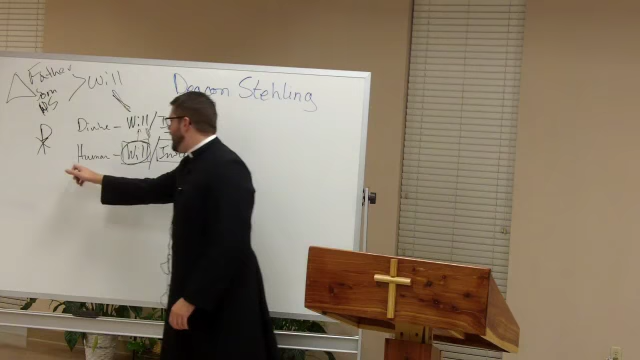 Father
son > Will
HS
Deacon Stehling
Divine - Will /
Human - Will /